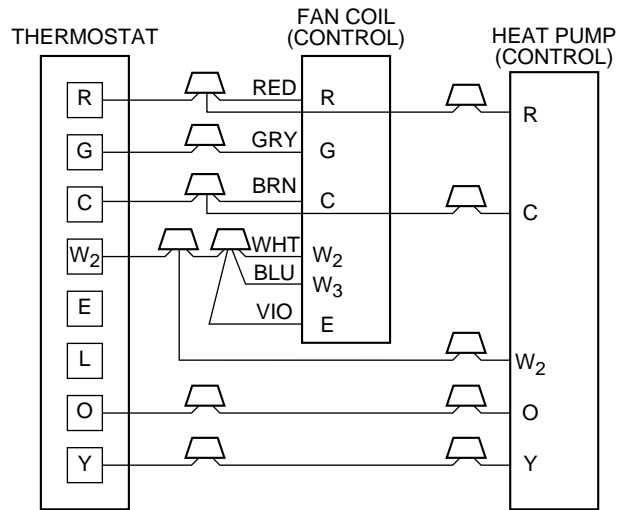 THERMOSTAT
R
G
C
W2
E
L
O
Y
FAN COIL
(CONTROL)
RED
GRY
BRN
WHT
BLU
VIO
R
G
C
W2
W3
E
HEAT PUMP
(CONTROL)
R
C
W2
O
Y